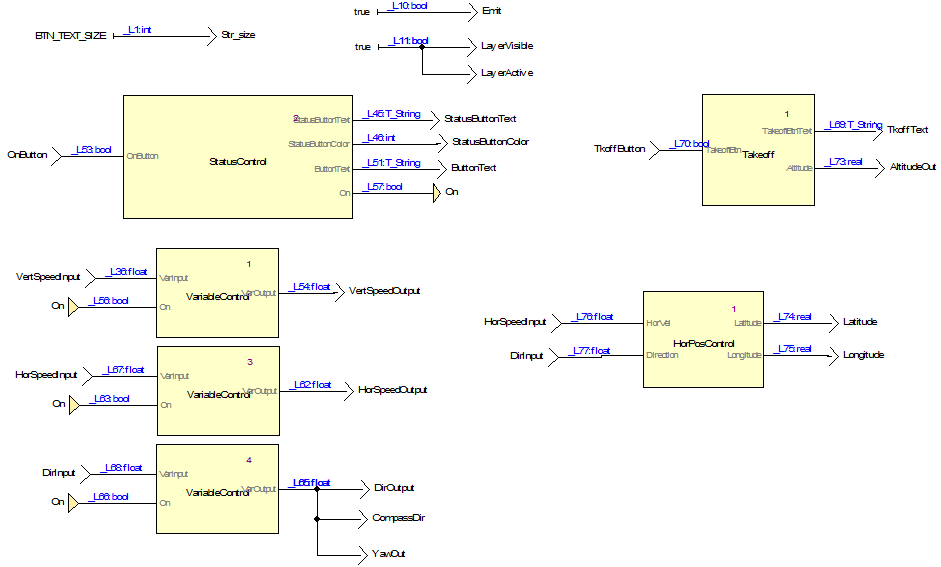 true _L10: bool Emit
BTN_TEXT_SIZE _L1: int Str_size
true _L11: bool LayerVisible
LayerActive
2
StatusButtonText _L45: T_String StatusButtonText
StatusButtonColor _L46: int StatusButtonColor
OnButton _L53: bool OnButton
StatusControl
ButtonText _L51: T_String ButtonText
On _L57: bool On
1
TakeoffBtnText _L69: T_String TkoffText
TkoffButton _L70: bool TakeoffBtn
Takeoff
Altitude _L73: real AltitudeOut
1
VertSpeedInput _L36: float VarInput
VariableControl
VarOutput _L54: float VertSpeedOutput
On _L56: bool On
3
HorSpeedInput _L67: float VarInput
VariableControl
VarOutput _L62: float HorSpeedOutput
On _L63: bool On
4
DirInput _L68: float VarInput
VariableControl
VarOutput _L65: float DirOutput
On _L66: bool On
CompassDir
YawOut
1
HorSpeedInput _L76: float HorVel
Latitude _L74: real Latitude
HorPosControl
DirInput _L77: float Direction
Longitude _L75: real Longitude